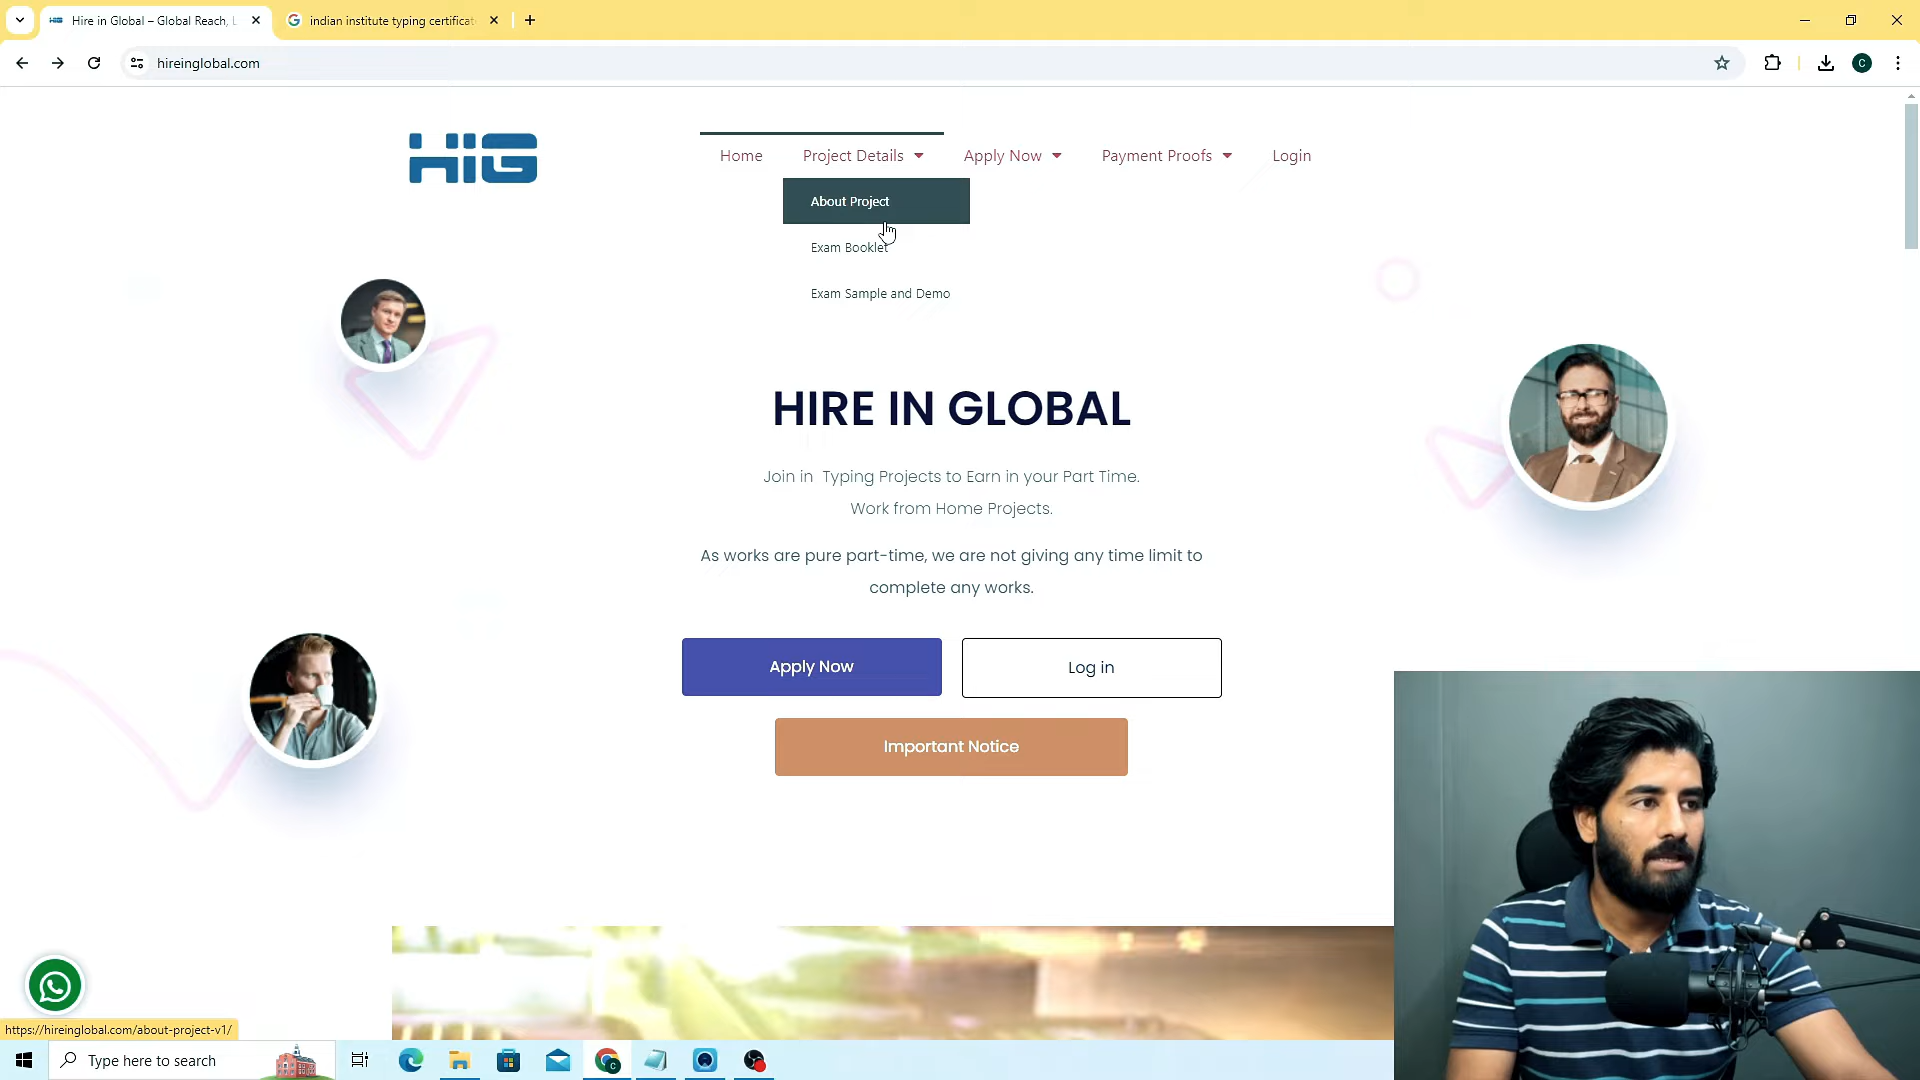 Hire in Global – Global Reach, L
indian institute typing certificat
hireinglobal.com
C
HIG
Home
Project Details
Apply Now
Payment Proofs
Login
About Project
Exam Booklet
Exam Sample and Demo
HIRE IN GLOBAL
Join in Typing Projects to Earn in your Part Time.
Work from Home Projects.
As works are pure part-time, we are not giving any time limit to
complete any works.
Apply Now
Log in
Important Notice
https://hireinglobal.com/about-project-v1/
Type here to search